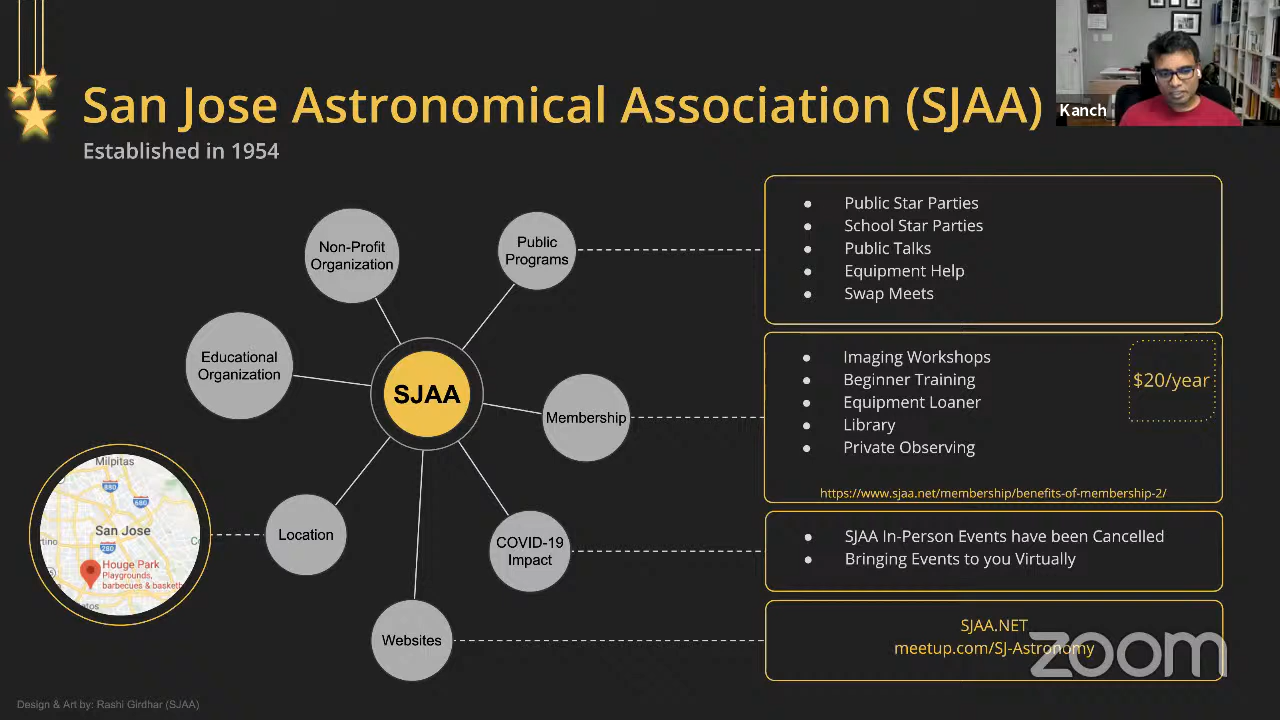 San Jose Astronomical Association (SJAA)
Kanch
Established in 1954
Non-Profit
Organization
Public
Programs
Educational
Organization
SJAA
Membership
Location
COVID-19
Impact
Websites
Milpitas
880
680
San Jose
280
Houge Park
Playgrounds,
barbecues & basketb
● Public Star Parties
● School Star Parties
● Public Talks
● Equipment Help
● Swap Meets
● Imaging Workshops
● Beginner Training
● Equipment Loaner
● Library
● Private Observing
$20/year
https://www.sjaa.net/membership/benefits-of-membership-2/
● SJAA In-Person Events have been Cancelled
● Bringing Events to you Virtually
SJAA.NET
meetup.com/SJ-Astronomy
zoom
Design & Art by: Rashi Girdhar (SJAA)